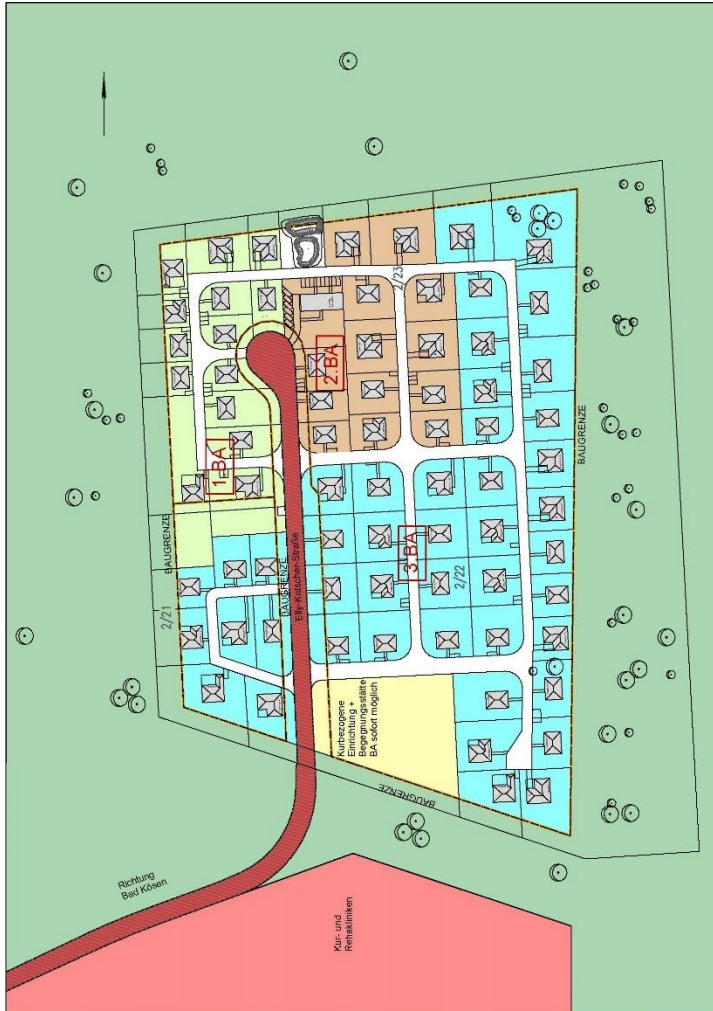 2/23
1.BA
2.BA
BAUGRENZE
BAUGRENZE
BAUGRENZE
Elly-Kutscher-Straße
3.BA
2/21
2/22
Kurbezogene
Einrichtung +
Begegnungsstätte
BA sofort möglich
BAUGRENZE
Richtung
Bad Kösen
Kur- und
Rehakliniken